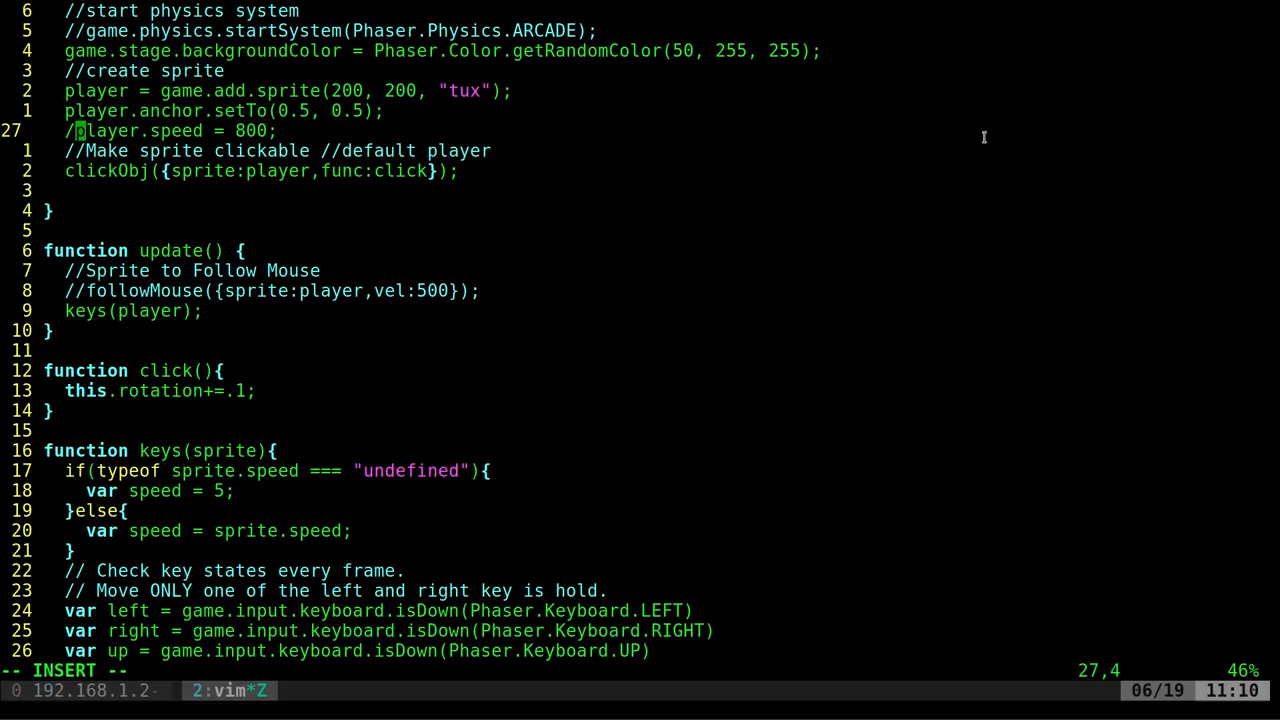 6   //start physics system
5   //game.physics.startSystem(Phaser.Physics.ARCADE);
4   game.stage.backgroundColor = Phaser.Color.getRandomColor(50, 255, 255);
3   //create sprite
2   player = game.add.sprite(200, 200, "tux");
1   player.anchor.setTo(0.5, 0.5);
27    /player.speed = 800;
1   //Make sprite clickable //default player
2   clickObj({sprite:player,func:click});
3
4 }
5
6 function update() {
7   //Sprite to Follow Mouse
8   //followMouse({sprite:player,vel:500});
9   keys(player);
10 }
11
12 function click(){
13   this.rotation+=.1;
14 }
15
16 function keys(sprite){
17   if(typeof sprite.speed === "undefined"){
18     var speed = 5;
19   }else{
20     var speed = sprite.speed;
21   }
22   // Check key states every frame.
23   // Move ONLY one of the left and right key is hold.
24   var left = game.input.keyboard.isDown(Phaser.Keyboard.LEFT)
25   var right = game.input.keyboard.isDown(Phaser.Keyboard.RIGHT)
26   var up = game.input.keyboard.isDown(Phaser.Keyboard.UP)
-- INSERT -- 27,4 46%
0 192.168.1.2- 2:vim*Z 06/19 11:10